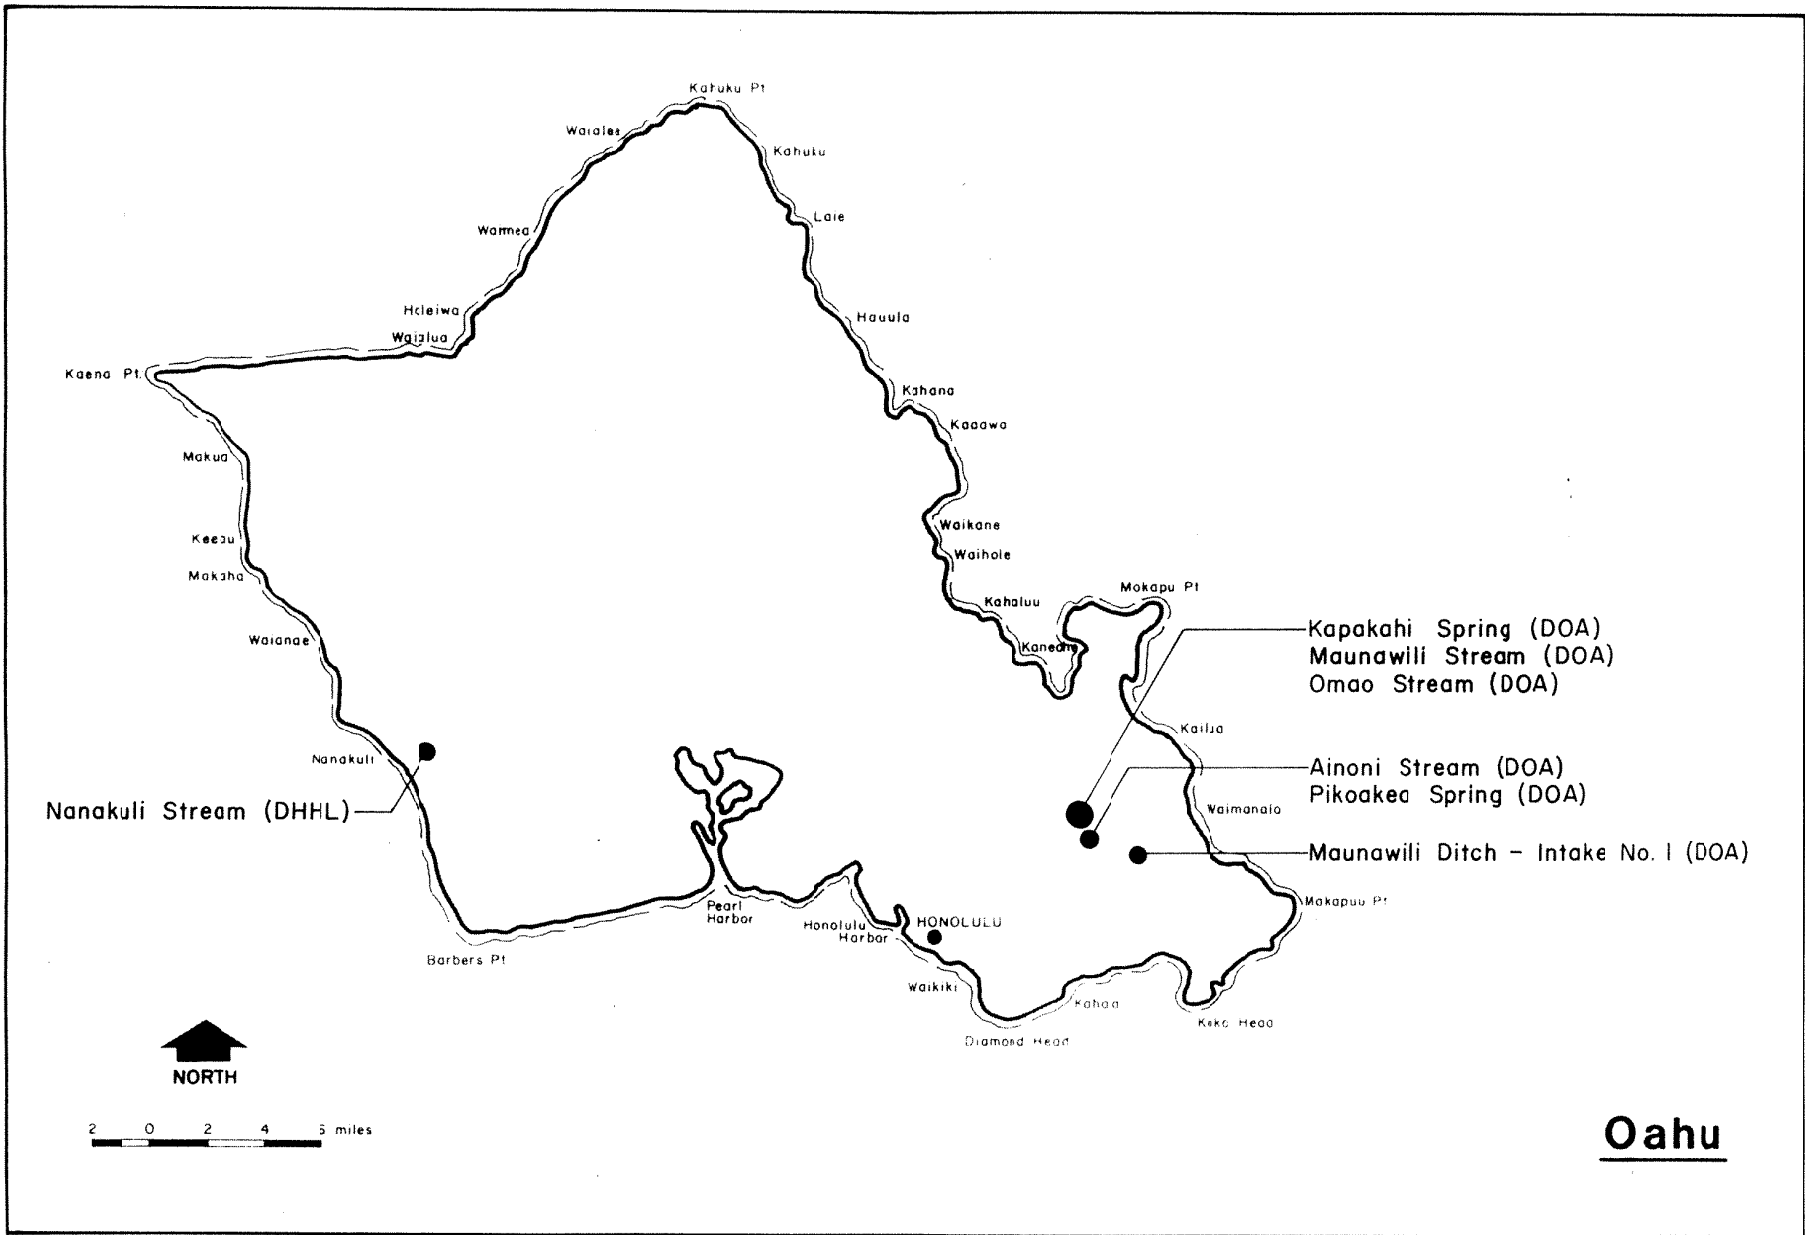 Kahuku Pt
Waialee
Kahuku
Laie
Waimea
Haleiwa
Hauula
Waialua
Kaena Pt.
Kahana
Kaaawa
Makua
Waikane
Keeau
Waihole
Makaha
Mokapu Pt
Kahaluu
Kapakahi Spring (DOA)
Maunawili Stream (DOA)
Omao Stream (DOA)
Waianae
Kaneohe
Kailua
Nanakuli
Ainoni Stream (DOA)
Pikoakea Spring (DOA)
Nanakuli Stream (DHHL)
Waimanalo
Maunawili Ditch - Intake No. 1 (DOA)
Makapuu Pt
Pearl
Harbor
Honolulu
Harbor
HONOLULU
Barbers Pt
Waikiki
Kahala
Koko Head
Diamond Head
NORTH
2 0 2 4 6 miles
Oahu